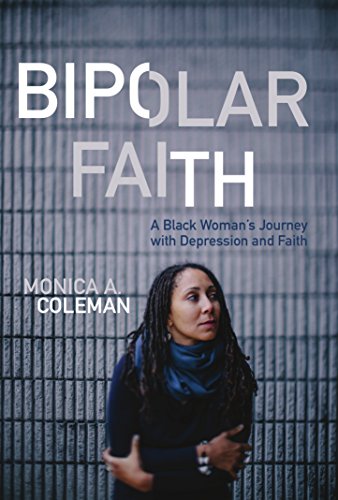 BIPOLAR
FAITH
A Black Woman's Journey
with Depression and Faith
MONICA A.
COLEMAN